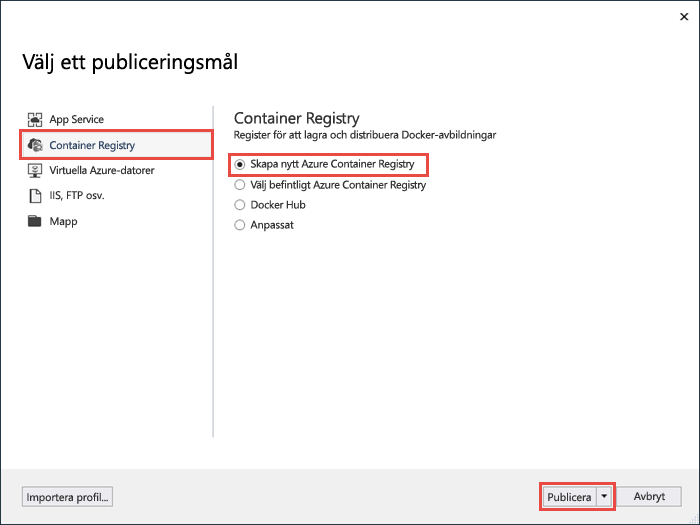 Välj ett publiceringsmål
App Service
Container Registry
Virtuella Azure-datorer
IIS, FTP osv.
Mapp
Container Registry
Register för att lagra och distribuera Docker-avbildningar
Skapa nytt Azure Container Registry
Välj befintligt Azure Container Registry
Docker Hub
Anpassat
Importera profil...
Publicera
Avbryt